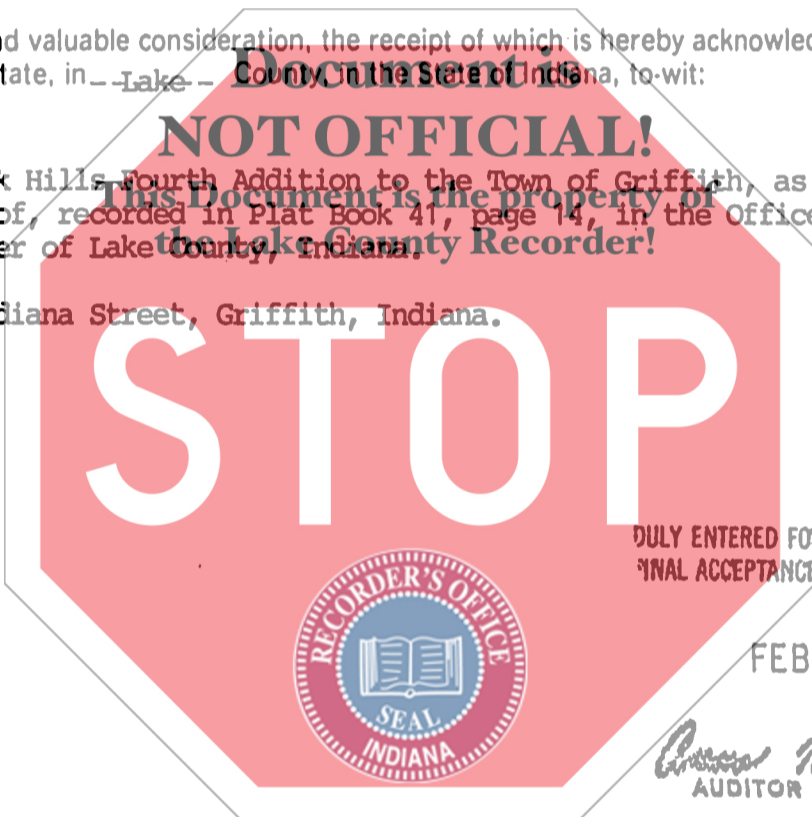 d valuable consideration, the receipt of which is hereby acknowled
tate, in Lake County, in the State of Indiana, to-wit:
Document is
NOT OFFICIAL!
This Document is the property of
the Lake County Recorder!
k Hills Fourth Addition to the Town of Griffith, as
of, recorded in Plat Book 41, page 14, in the Offic
er of Lake County, Indiana.
diana Street, Griffith, Indiana.
STOP
DULY ENTERED FO
FINAL ACCEPTANC
FEB
RECORDER'S OFFICE
SEAL
INDIANA
AUDITOR